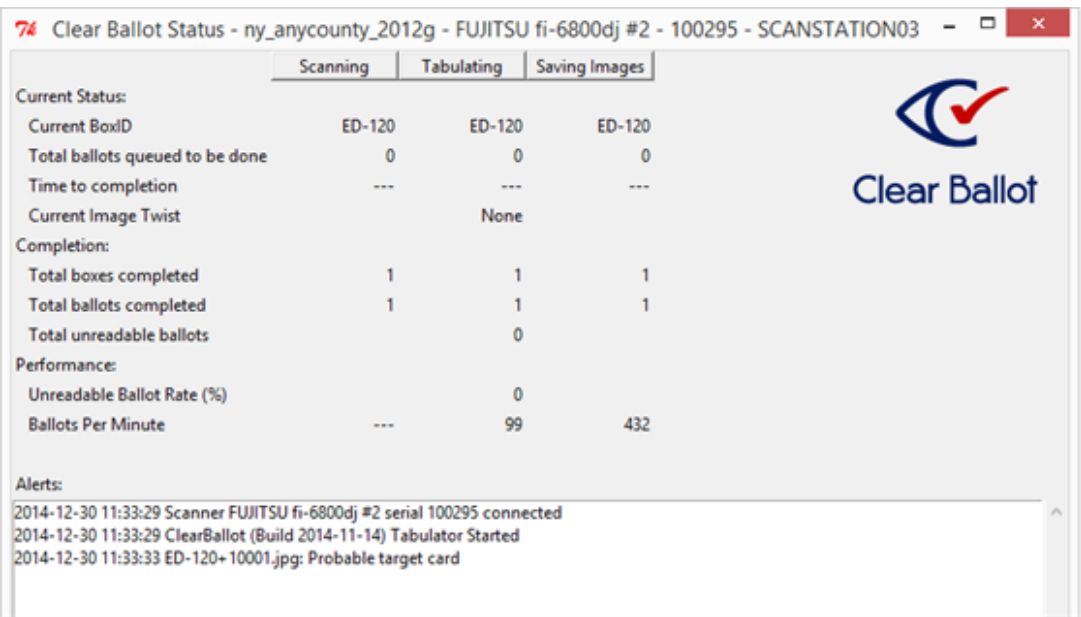 Clear Ballot Status - ny_anycounty_2012g - FUJITSU fi-6800dj #2 - 100295 - SCANSTATION03
Scanning Tabulating Saving Images
Current Status:
Current BoxID ED-120 ED-120 ED-120
Total ballots queued to be done 0 0 0
Time to completion --- --- ---
Current Image Twist None
Completion:
Total boxes completed 1 1 1
Total ballots completed 1 1 1
Total unreadable ballots 0
Performance:
Unreadable Ballot Rate (%) 0
Ballots Per Minute --- 99 432
Clear Ballot
Alerts:
2014-12-30 11:33:29 Scanner FUJITSU fi-6800dj #2 serial 100295 connected
2014-12-30 11:33:29 ClearBallot (Build 2014-11-14) Tabulator Started
2014-12-30 11:33:33 ED-120+10001.jpg: Probable target card